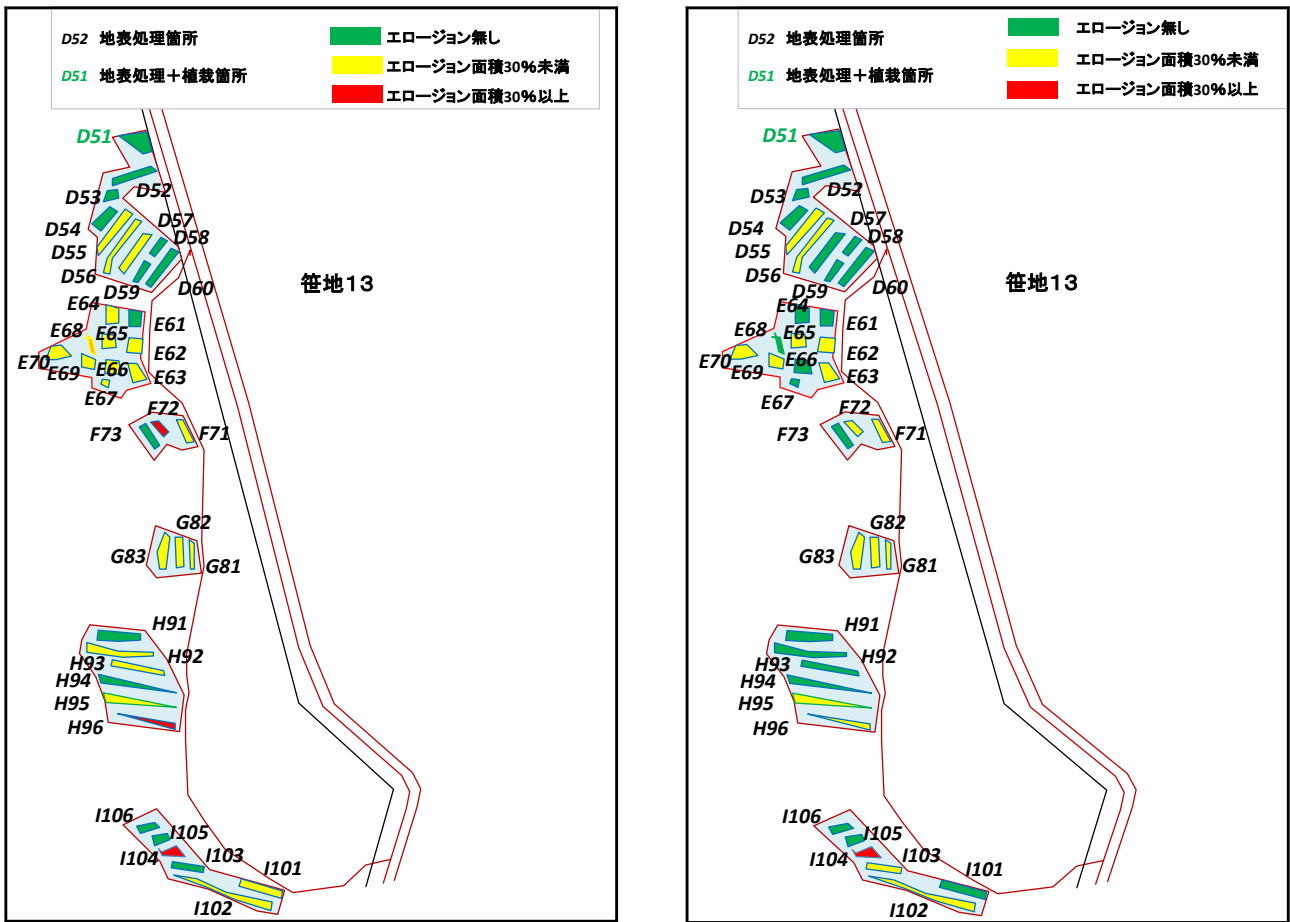 D52 地表処理箇所
エロージョン無し
エロージョン面積30%未満
D51 地表処理＋植栽箇所
エロージョン面積30%以上
D51
D53
D52
D54
D57
D58
D55
D56
D59
D60
笹地13
E64
E61
E68
E65
E62
E70
E69
E66
E63
E67
F72
F73
F71
G82
G83
G81
H91
H93
H92
H94
H95
H96
I106
I105
I104
I103
I101
I102
D52 地表処理箇所
エロージョン無し
エロージョン面積30%未満
D51 地表処理＋植栽箇所
エロージョン面積30%以上
D51
D53
D52
D54
D57
D58
D55
D56
D59
D60
笹地13
E64
E61
E68
E65
E62
E70
E69
E66
E63
E67
F72
F73
F71
G82
G83
G81
H91
H93
H92
H94
H95
H96
I106
I105
I104
I103
I101
I102